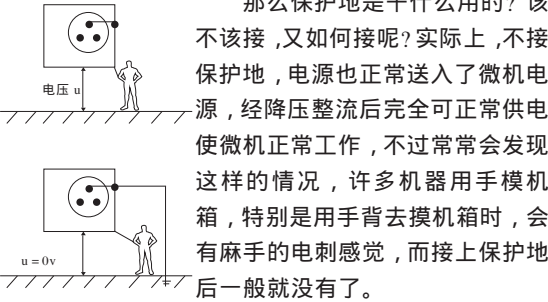 那么保护地是干什么用的？该
不该接，又如何接呢？实际上，不接
保护地，电源也正常送入了微机电
源，经降压整流后完全可正常供电
使微机正常工作，不过常常会发现
这样的情况，许多机器用手模机
箱，特别是用手背去摸机箱时，会
有麻手的电刺感觉，而接上保护地
后一般就没有了。
电压 u
u = 0v